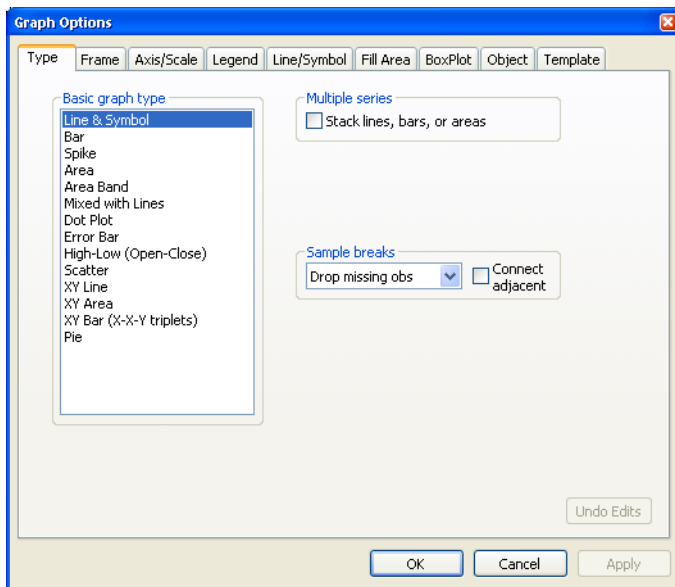 Graph Options
Type
Frame
Axis/Scale
Legend
Line/Symbol
Fill Area
BoxPlot
Object
Template
Basic graph type
Line & Symbol
Bar
Spike
Area
Area Band
Mixed with Lines
Dot Plot
Error Bar
High-Low (Open-Close)
Scatter
XY Line
XY Area
XY Bar (X-X-Y triplets)
Pie
Multiple series
Stack lines, bars, or areas
Sample breaks
Drop missing obs
Connect
adjacent
Undo Edits
OK
Cancel
Apply